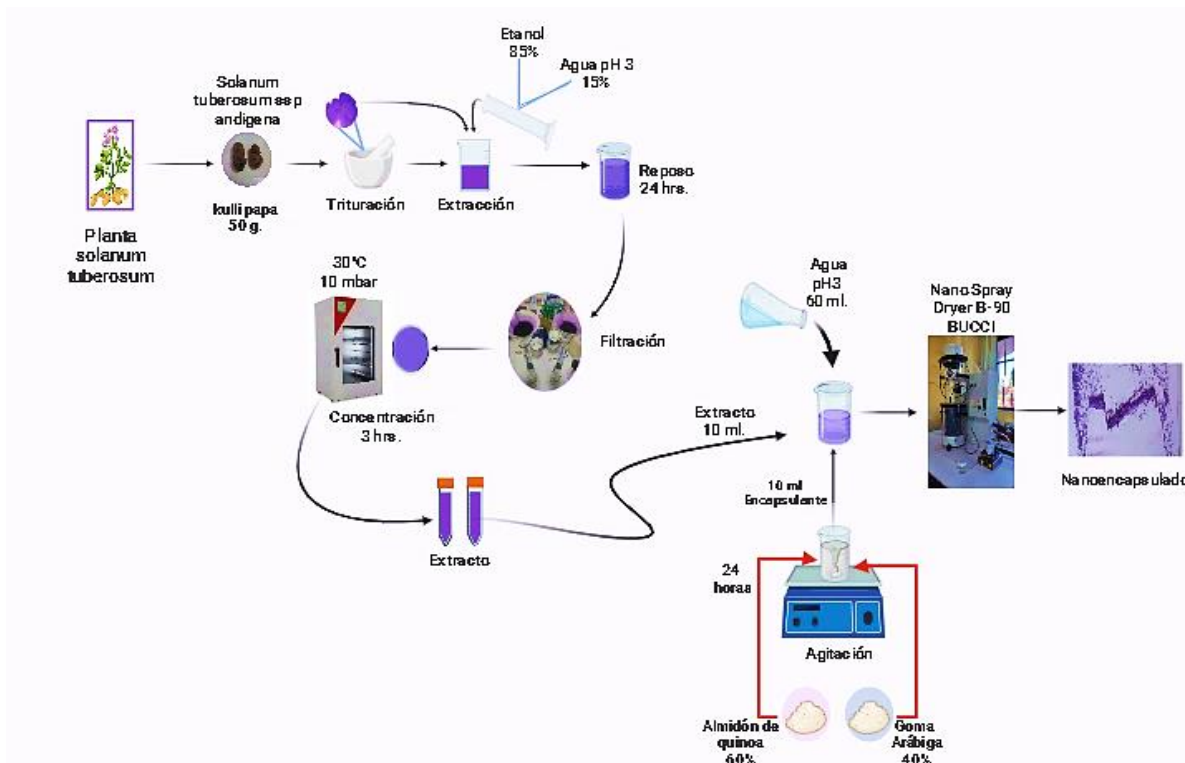 Etanol
85%
Agua pH 3
15%
Solanum
tuberosum ssp
andigena
kulli papa
50 g.
Trituración
Extracción
Reposo
24 hrs.
Planta
solanum
tuberosum
30°C
10 mbar
Filtración
Concentración
3 hrs.
Extracto
Extracto
10 ml.
Agua
pH3
60 ml.
Nano Spray
Dryer B-90
BUCCI
Nanoencapsulado
10 ml
Encapsulante
24
horas
Agitación
Almidón de
quinoa
60%
Goma
Arábiga
40%